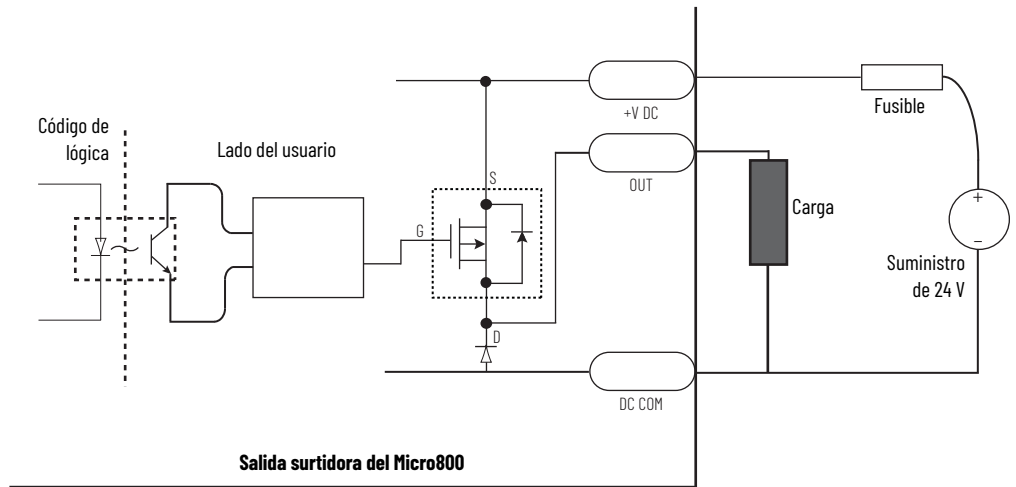 Código de
lógica
Lado del usuario
+V DC
Fusible
OUT
S
G
D
Carga
+
−
Suministro
de 24 V
DC COM
Salida surtidora del Micro800